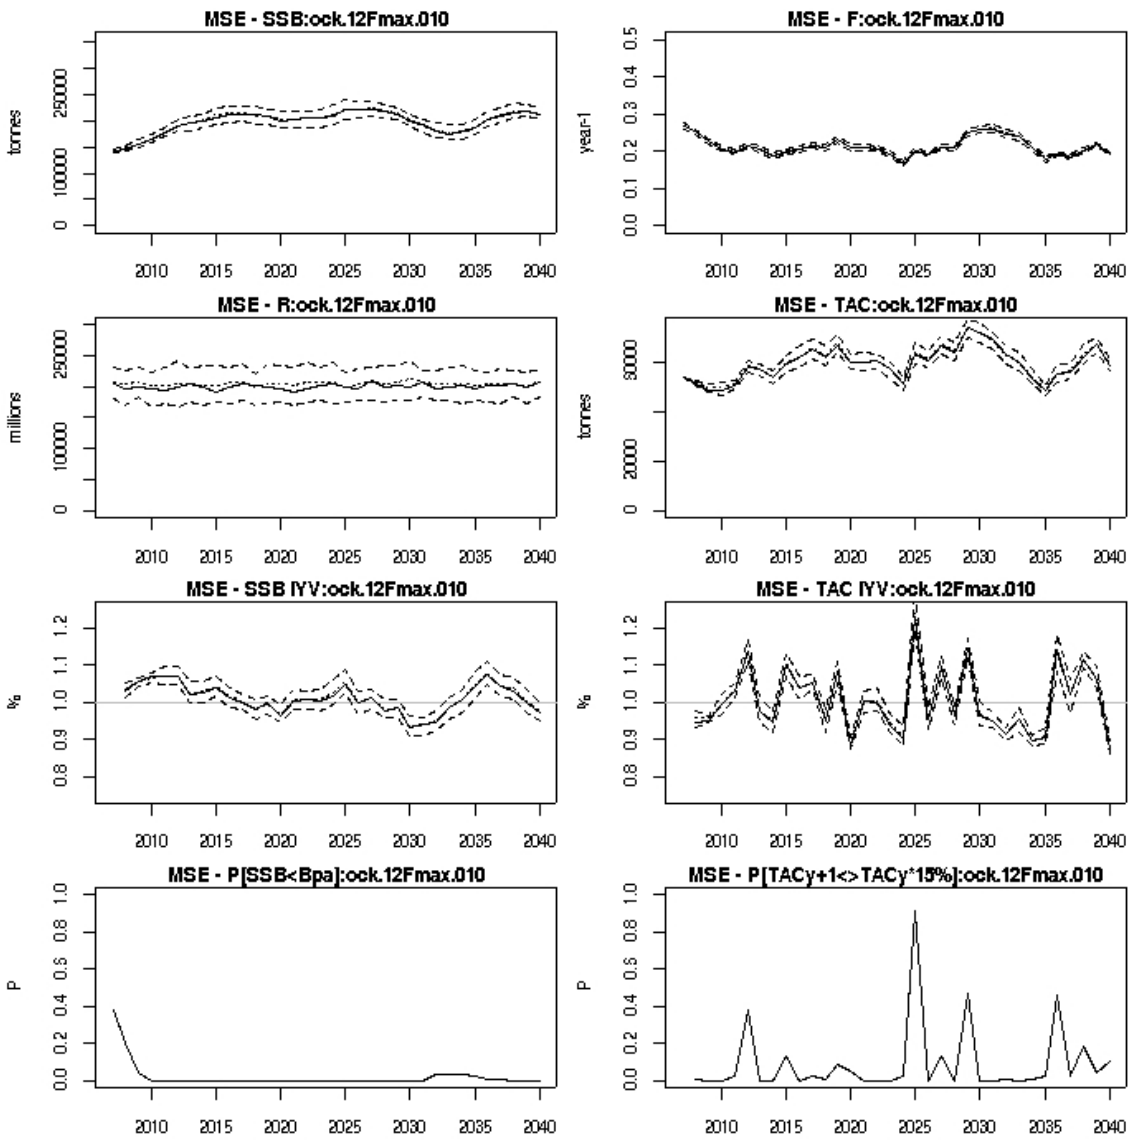 MSE - SSB:ock.12Fmax.010
tonnes
0 100000 250000
2010 2015 2020 2025 2030 2035 2040
MSE - F:ock.12Fmax.010
year-1
0.0 0.1 0.2 0.3 0.4 0.5
2010 2015 2020 2025 2030 2035 2040
MSE - R:ock.12Fmax.010
millions
0 100000 250000
2010 2015 2020 2025 2030 2035 2040
MSE - TAC:ock.12Fmax.010
tonnes
0 20000 90000
2010 2015 2020 2025 2030 2035 2040
MSE - SSB IYV:ock.12Fmax.010
%
0.8 0.9 1.0 1.1 1.2
2010 2015 2020 2025 2030 2035 2040
MSE - TAC IYV:ock.12Fmax.010
%
0.8 0.9 1.0 1.1 1.2
2010 2015 2020 2025 2030 2035 2040
MSE - P[SSB<Bpa]:ock.12Fmax.010
P
0.0 0.2 0.4 0.6 0.8 1.0
2010 2015 2020 2025 2030 2035 2040
MSE - P[TACy+1<>TACy*15%]:ock.12Fmax.010
P
0.0 0.2 0.4 0.6 0.8 1.0
2010 2015 2020 2025 2030 2035 2040